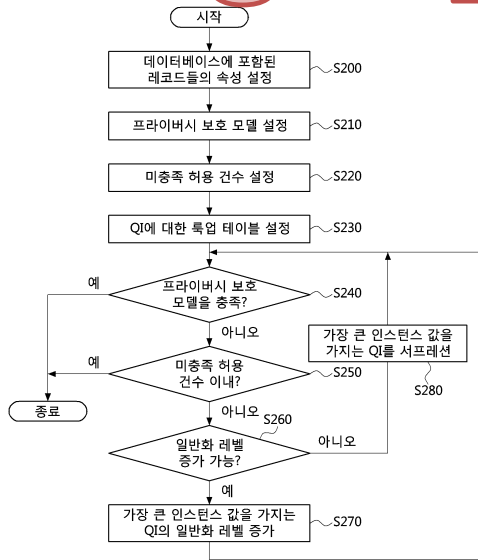 시작
데이터베이스에 포함된
레코드들의 속성 설정
S200
프라이버시 보호 모델 설정
S210
미충족 허용 건수 설정
S220
QI에 대한 룩업 테이블 설정
S230
예
프라이버시 보호
모델을 충족?
S240
아니오
가장 큰 인스턴스 값을
가지는 QI를 서프레션
S280
예
미충족 허용
건수 이내?
S250
종료
아니오
S260
일반화 레벨
증가 가능?
아니오
예
가장 큰 인스턴스 값을 가지는
QI의 일반화 레벨 증가
S270